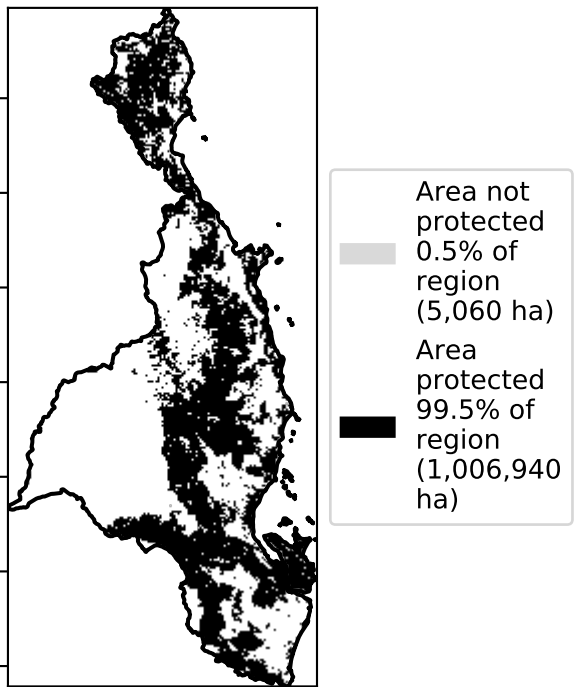 Area not
protected
0.5% of
region
(5,060 ha)
Area
protected
99.5% of
region
(1,006,940
ha)